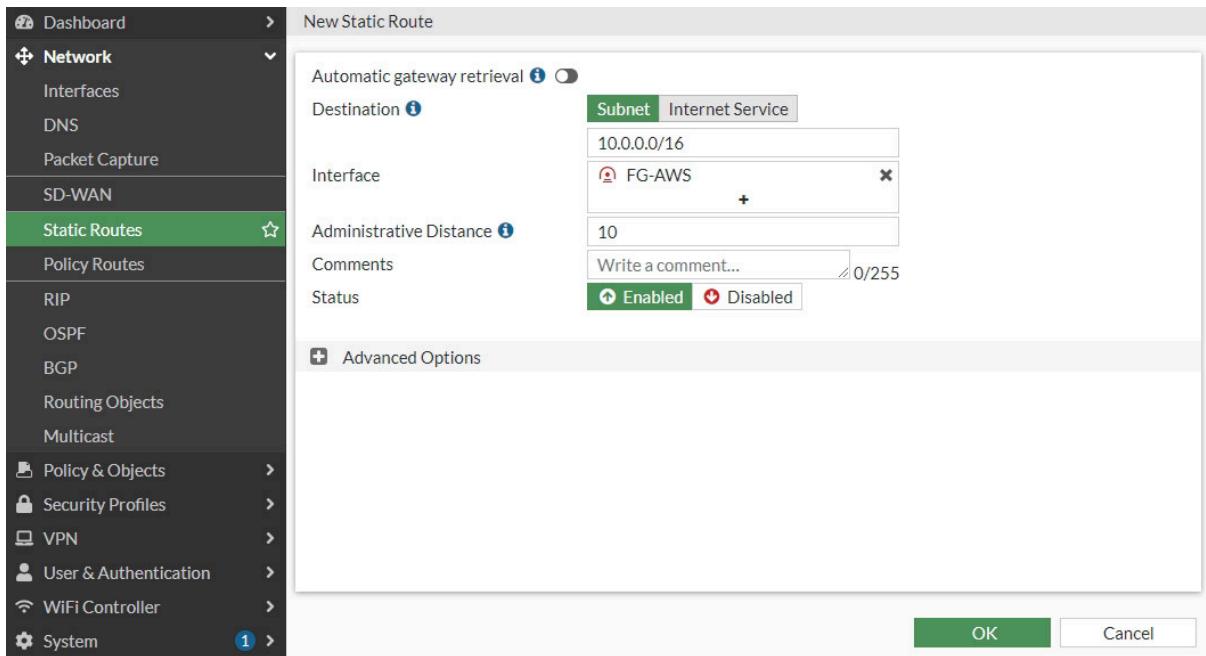 Dashboard
Network
Interfaces
DNS
Packet Capture
SD-WAN
Static Routes
Policy Routes
RIP
OSPF
BGP
Routing Objects
Multicast
Policy & Objects
Security Profiles
VPN
User & Authentication
WiFi Controller
System 1
New Static Route
Automatic gateway retrieval
Destination Subnet Internet Service
10.0.0.0/16
Interface FG-AWS
+
Administrative Distance 10
Comments Write a comment... 0/255
Status Enabled Disabled
Advanced Options
OK Cancel